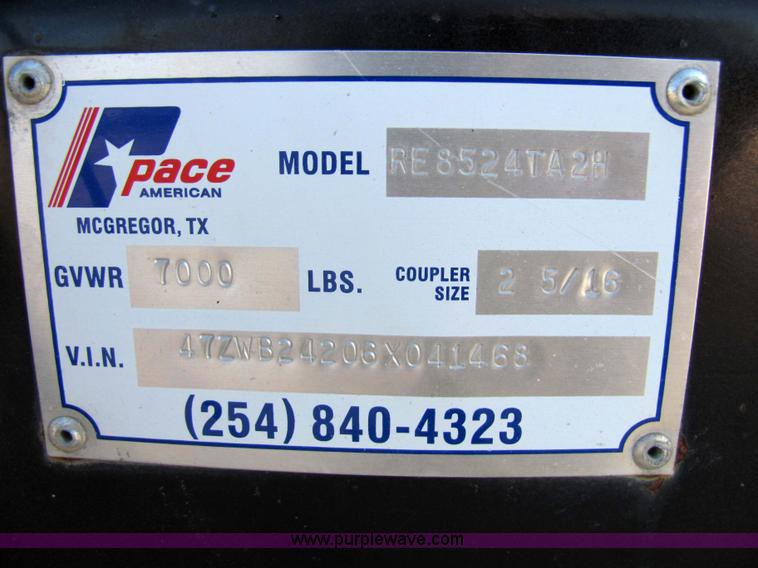 pace
AMERICAN
MCGREGOR, TX
MODEL RE8524TA2H
GVWR 7000 LBS.
COUPLER SIZE 2 5/16
V.I.N. 47ZWB24206X041468
(254) 840-4323
www.purplewave.com